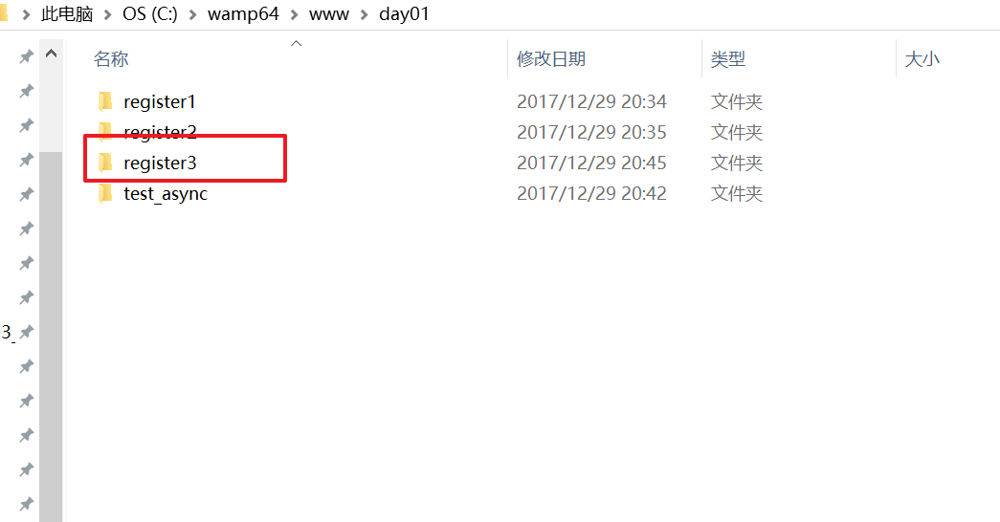 此电脑 > OS (C:) > wamp64 > www > day01
名称 修改日期 类型 大小
register1 2017/12/29 20:34 文件夹
register2 2017/12/29 20:35 文件夹
register3 2017/12/29 20:45 文件夹
test_async 2017/12/29 20:42 文件夹
3_